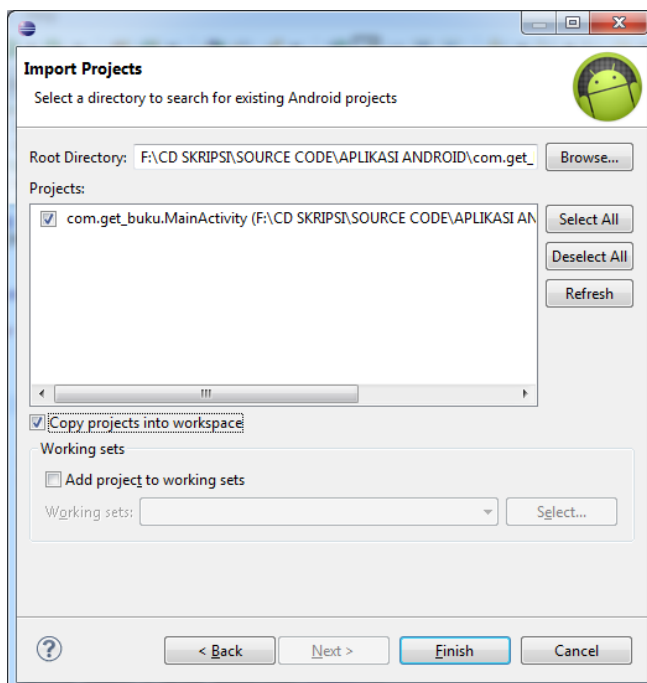 Import Projects
Select a directory to search for existing Android projects
Root Directory: F:\CD SKRIPSI\SOURCE CODE\APLIKASI ANDROID\com.get_ Browse...
Projects:
com.get_buku.MainActivity (F:\CD SKRIPSI\SOURCE CODE\APLIKASI AN Select All
Deselect All
Refresh
Copy projects into workspace
Working sets
Add project to working sets
Working sets: Select...
? < Back Next > Finish Cancel